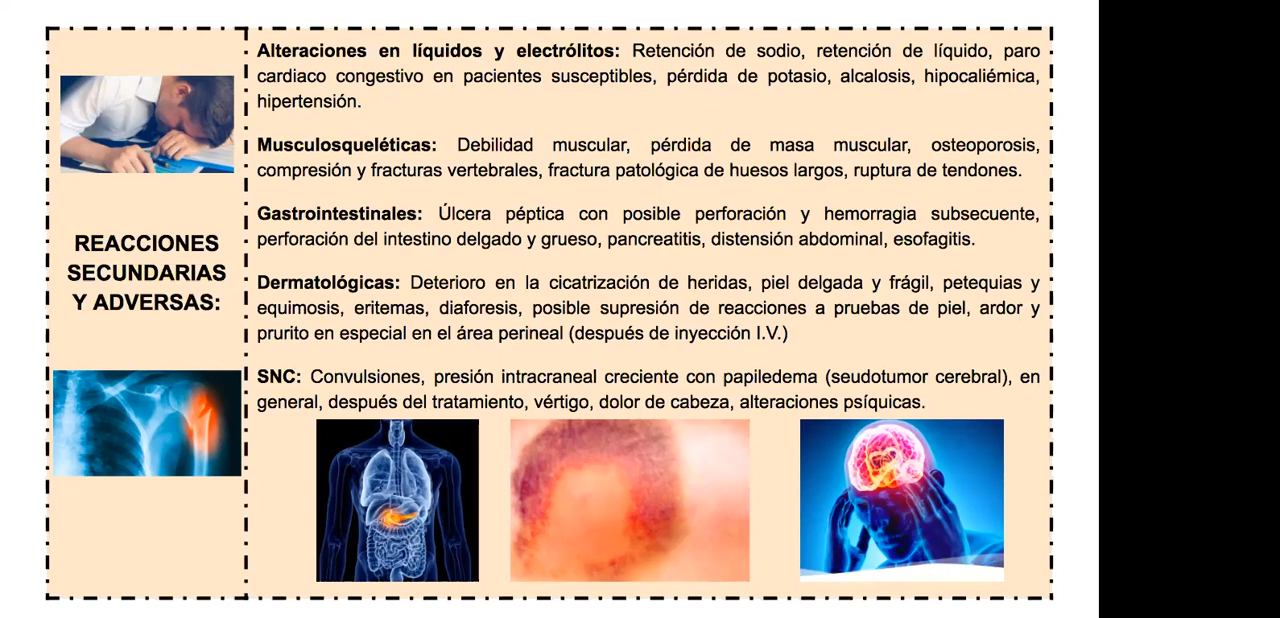 REACCIONES
SECUNDARIAS
Y ADVERSAS:
Alteraciones en líquidos y electrólitos: Retención de sodio, retención de líquido, paro
cardiaco congestivo en pacientes susceptibles, pérdida de potasio, alcalosis, hipocaliémica,
hipertensión.
Musculosqueléticas: Debilidad muscular, pérdida de masa muscular, osteoporosis,
compresión y fracturas vertebrales, fractura patológica de huesos largos, ruptura de tendones.
Gastrointestinales: Úlcera péptica con posible perforación y hemorragia subsecuente,
perforación del intestino delgado y grueso, pancreatitis, distensión abdominal, esofagitis.
Dermatológicas: Deterioro en la cicatrización de heridas, piel delgada y frágil, petequias y
equimosis, eritemas, diaforesis, posible supresión de reacciones a pruebas de piel, ardor y
prurito en especial en el área perineal (después de inyección I.V.)
SNC: Convulsiones, presión intracraneal creciente con papiledema (seudotumor cerebral), en
general, después del tratamiento, vértigo, dolor de cabeza, alteraciones psíquicas.